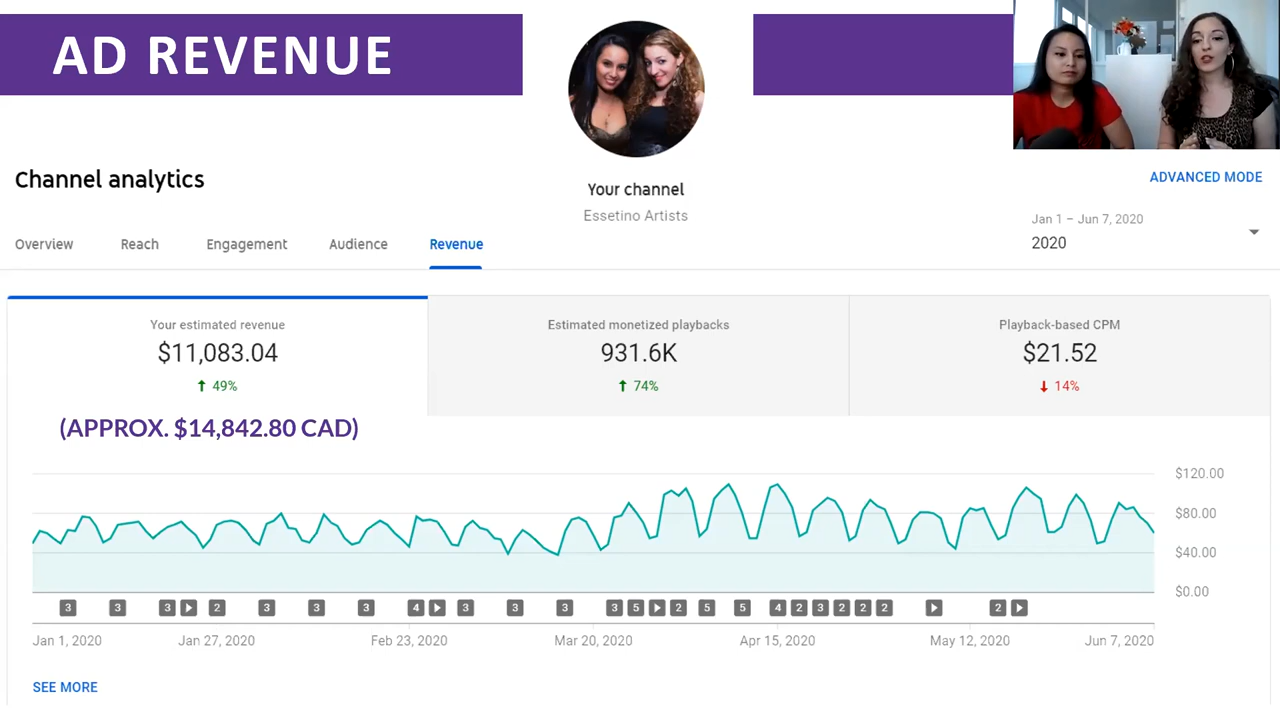 AD REVENUE
Channel analytics
Your channel
Essetino Artists
ADVANCED MODE
Jan 1 – Jun 7, 2020
2020
Overview
Reach
Engagement
Audience
Revenue
Your estimated revenue
$11,083.04
49%
Estimated monetized playbacks
931.6K
74%
Playback-based CPM
$21.52
14%
(APPROX. $14,842.80 CAD)
$120.00
$80.00
$40.00
$0.00
3 3 3 2 3 3 3 4 3 3 3 3 5 2 5 5 4 2 3 2 2 2 2
Jan 1, 2020
Jan 27, 2020
Feb 23, 2020
Mar 20, 2020
Apr 15, 2020
May 12, 2020
Jun 7, 2020
SEE MORE